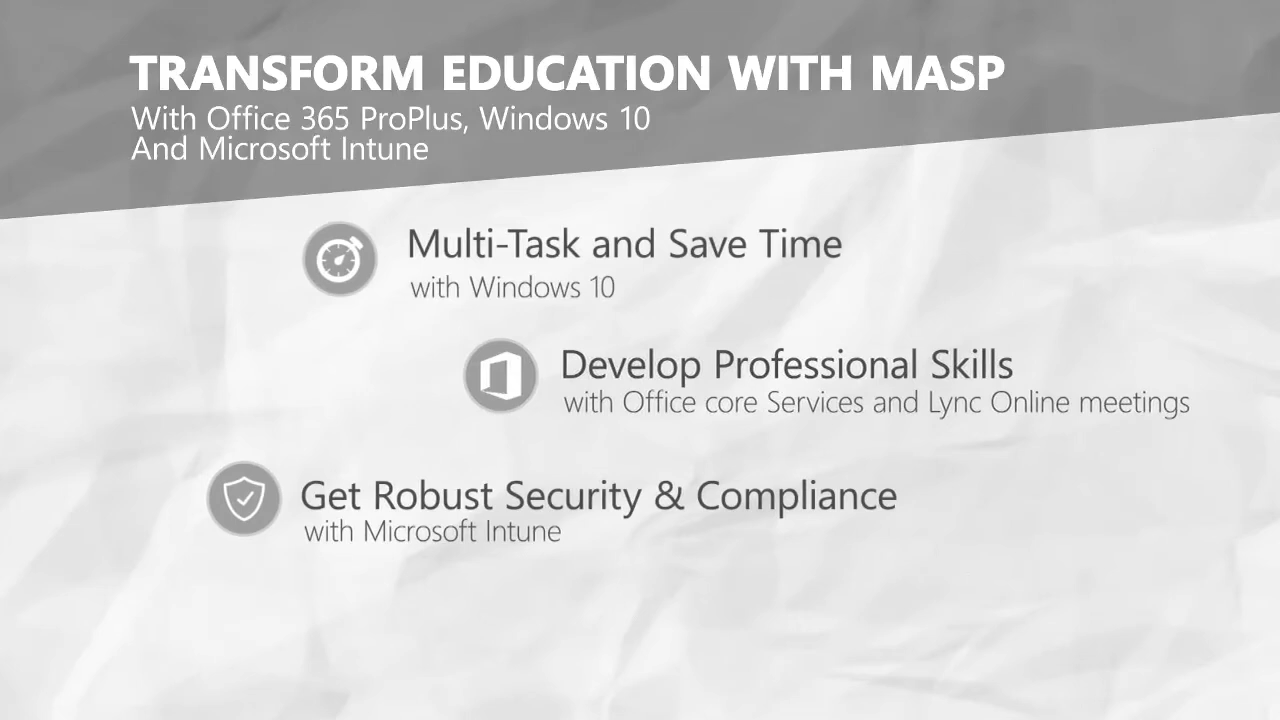 TRANSFORM EDUCATION WITH MASP
With Office 365 ProPlus, Windows 10
And Microsoft Intune
Multi-Task and Save Time
with Windows 10
Develop Professional Skills
with Office core Services and Lync Online meetings
Get Robust Security & Compliance
with Microsoft Intune